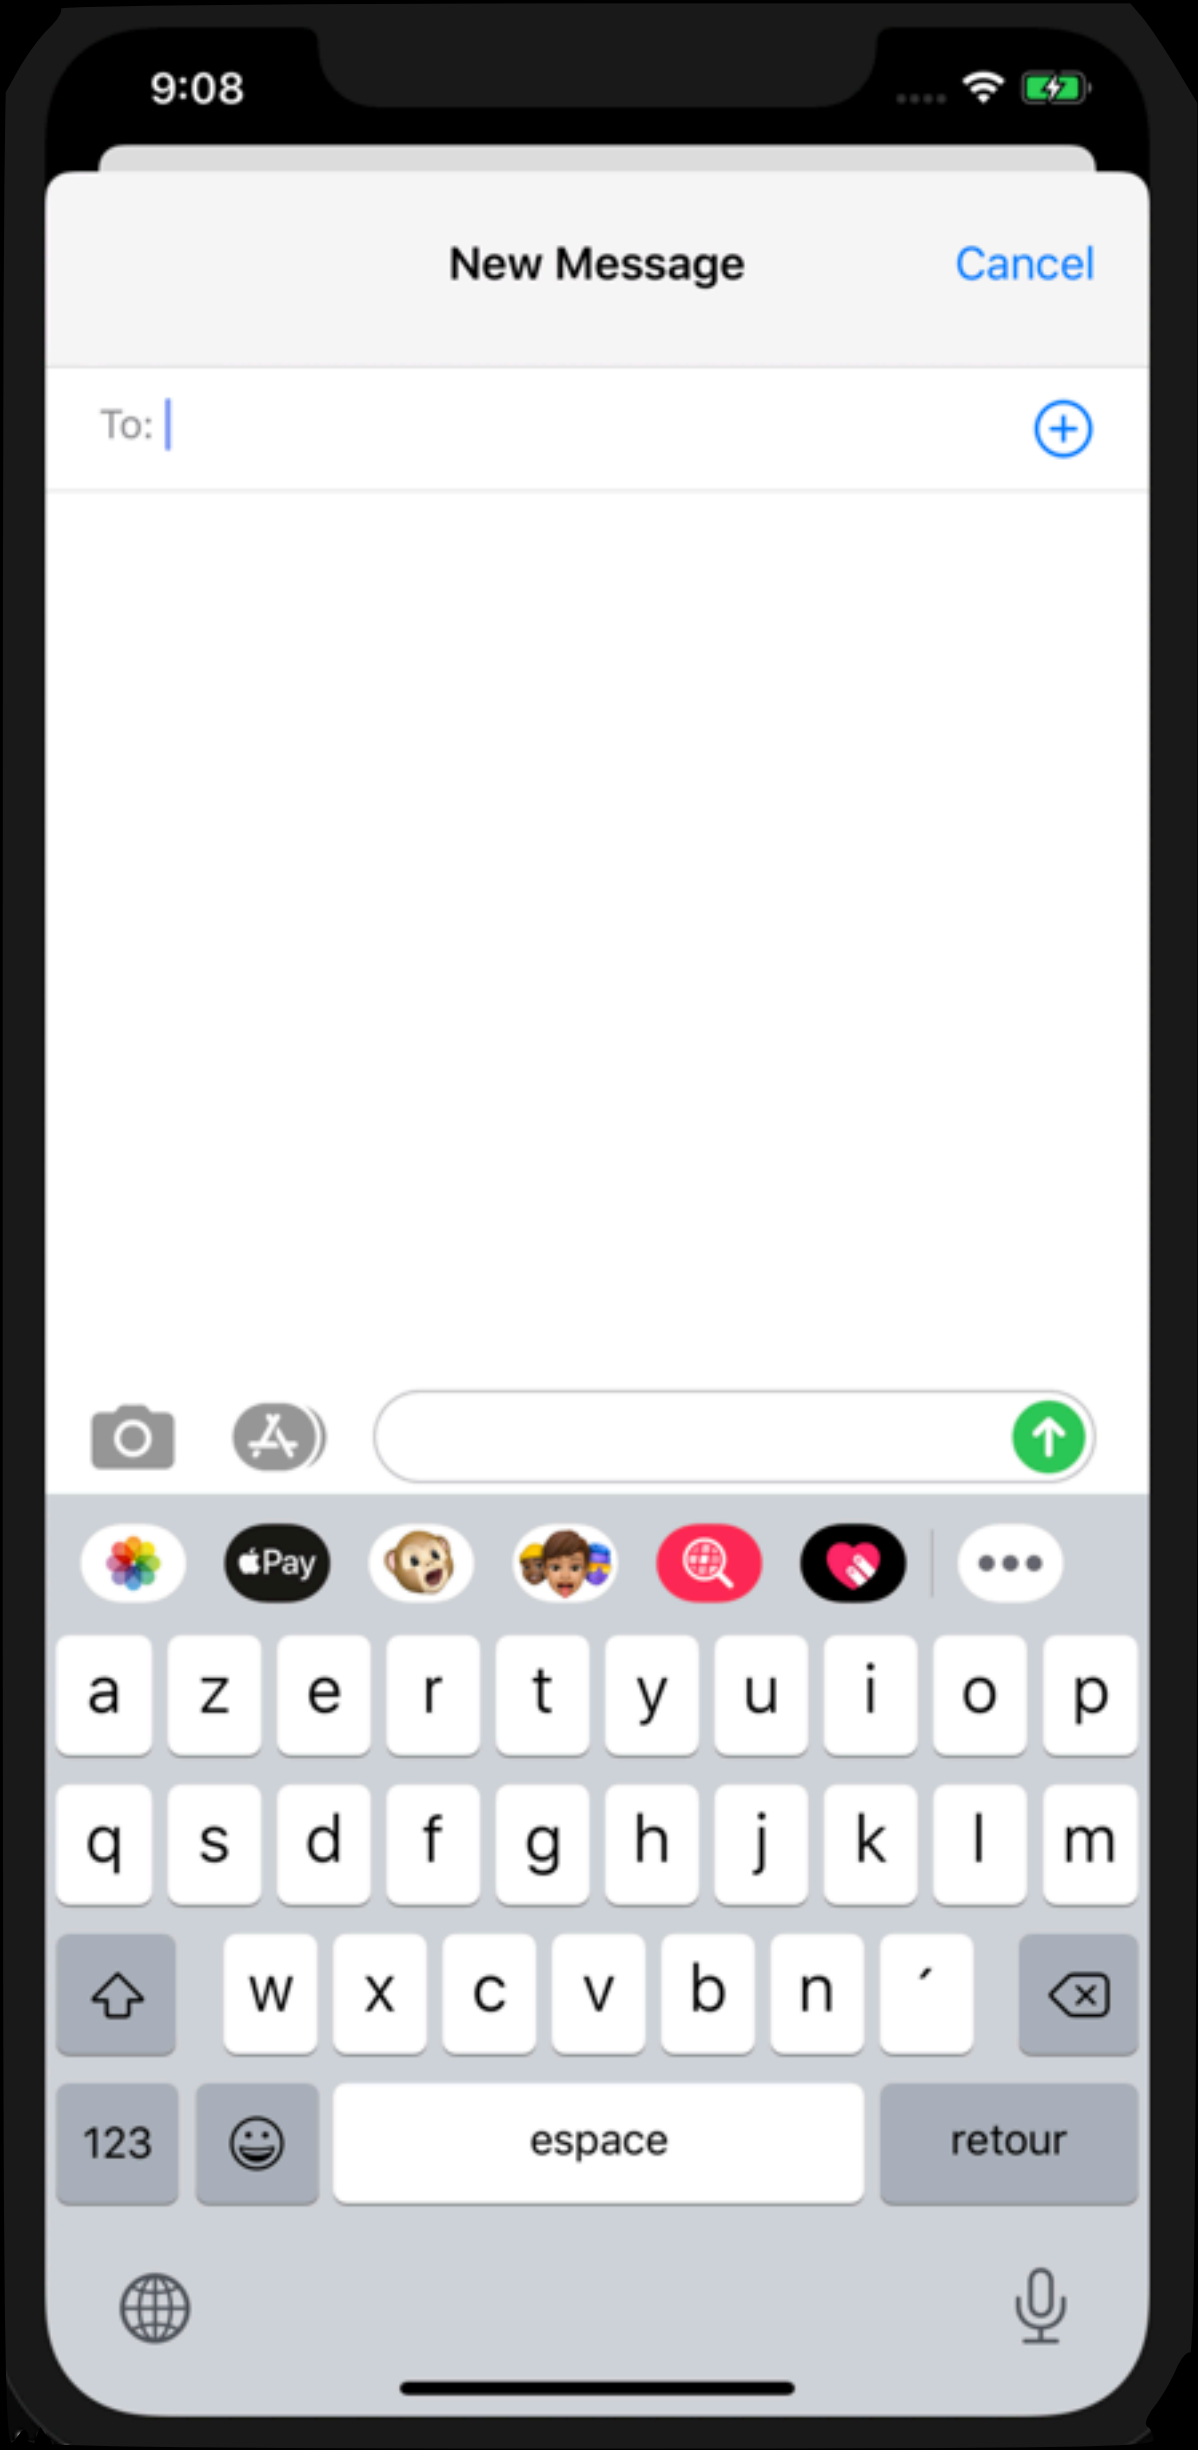 9:08
New Message
Cancel
To:
Pay
a z e r t y u i o p
q s d f g h j k l m
w x c v b n ´
123
espace
retour